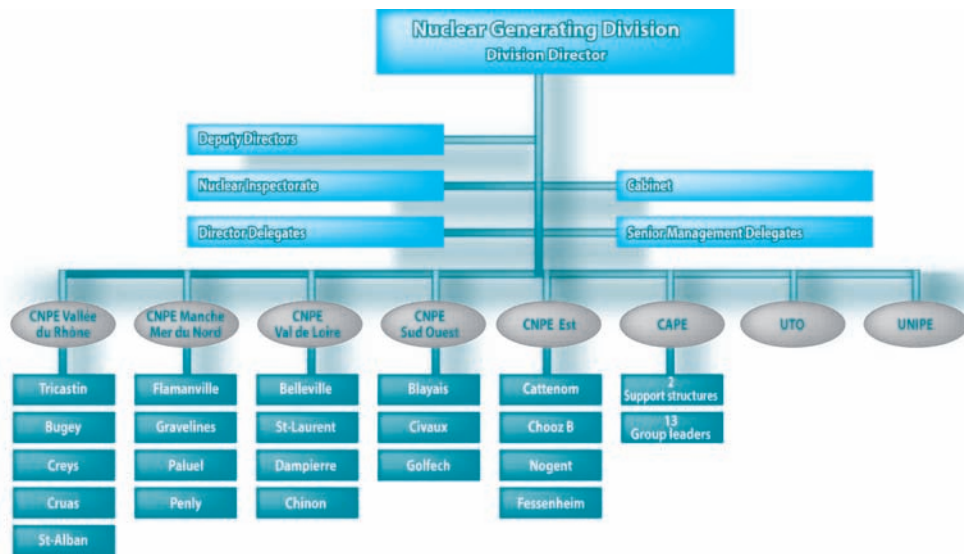 Nuclear Generating Division
Division Director
Deputy Directors
Nuclear Inspectorate
Cabinet
Director Delegates
Senior Management Delegates
CNPE Vallée
du Rhône
CNPE Manche
Mer du Nord
CNPE
Val de Loire
CNPE
Sud Ouest
CNPE Est
CAPE
UTO
UNIPE
Tricastin
Bugey
Creys
Cruas
St-Alban
Flamanville
Gravelines
Paluel
Penly
Belleville
St-Laurent
Dampierre
Chinon
Blayais
Civaux
Golfech
Cattenom
Chooz B
Nogent
Fessenheim
2
Support structures
13
Group leaders